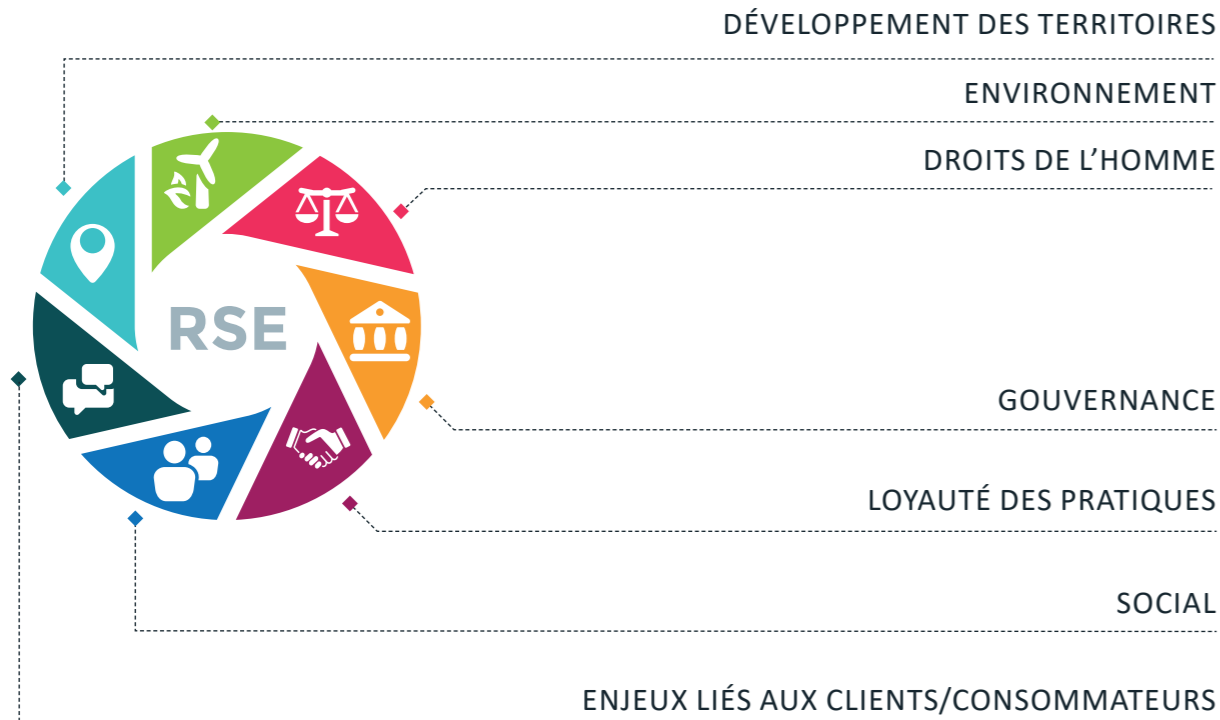 DÉVELOPPEMENT DES TERRITOIRES
ENVIRONNEMENT
DROITS DE L’HOMME
RSE
GOUVERNANCE
LOYAUTÉ DES PRATIQUES
SOCIAL
ENJEUX LIÉS AUX CLIENTS/CONSOMMATEURS